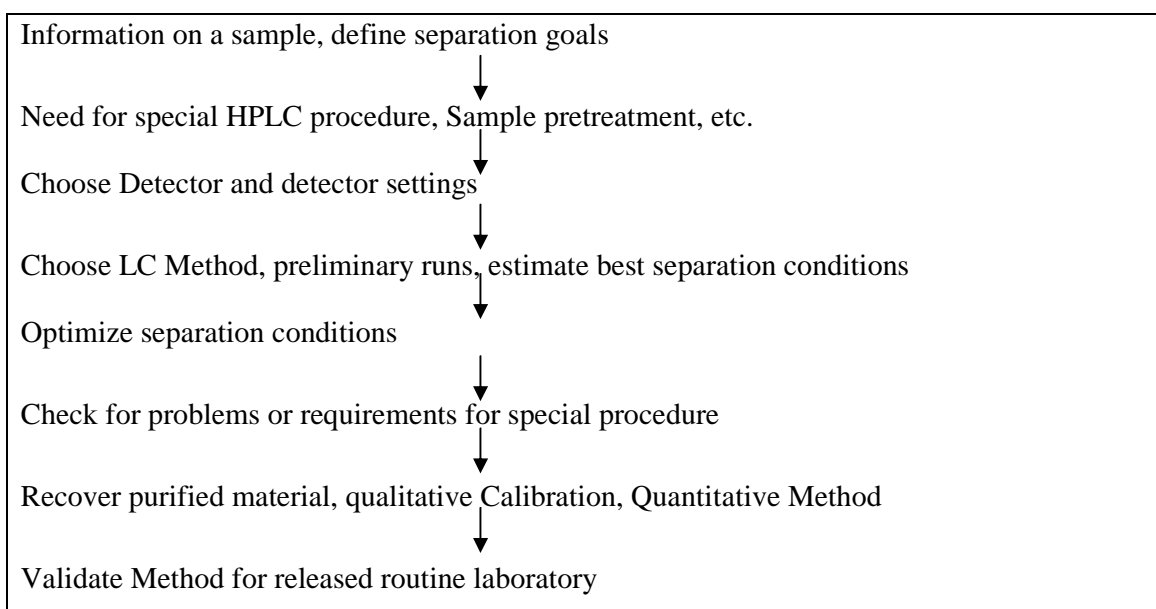 Information on a sample, define separation goals
Need for special HPLC procedure, Sample pretreatment, etc.
Choose Detector and detector settings
Choose LC Method, preliminary runs, estimate best separation conditions
Optimize separation conditions
Check for problems or requirements for special procedure
Recover purified material, qualitative Calibration, Quantitative Method
Validate Method for released routine laboratory